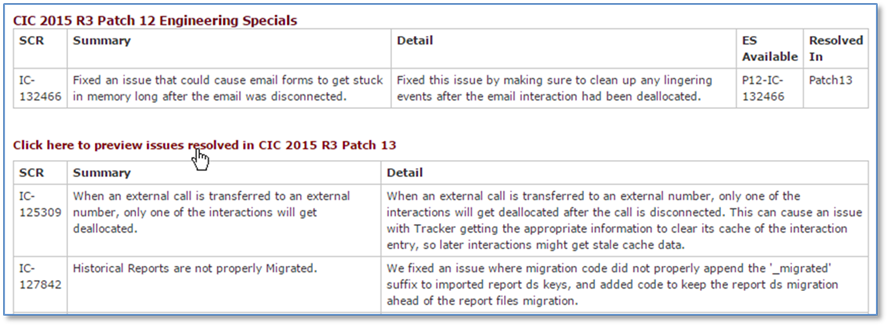 CIC 2015 R3 Patch 12 Engineering Specials
SCR Summary Detail ES Available Resolved In
IC-132466 Fixed an issue that could cause email forms to get stuck in memory long after the email was disconnected. Fixed this issue by making sure to clean up any lingering events after the email interaction had been deallocated. P12-IC-132466 Patch13
Click here to preview issues resolved in CIC 2015 R3 Patch 13
SCR Summary Detail
IC-125309 When an external call is transferred to an external number, only one of the interactions will get deallocated. When an external call is transferred to an external number, only one of the interactions will get deallocated after the call is disconnected. This can cause an issue with Tracker getting the appropriate information to clear its cache of the interaction entry, so later interactions might get stale cache data.
IC-127842 Historical Reports are not properly Migrated. We fixed an issue where migration code did not properly append the '_migrated' suffix to imported report ds keys, and added code to keep the report ds migration ahead of the report files migration.